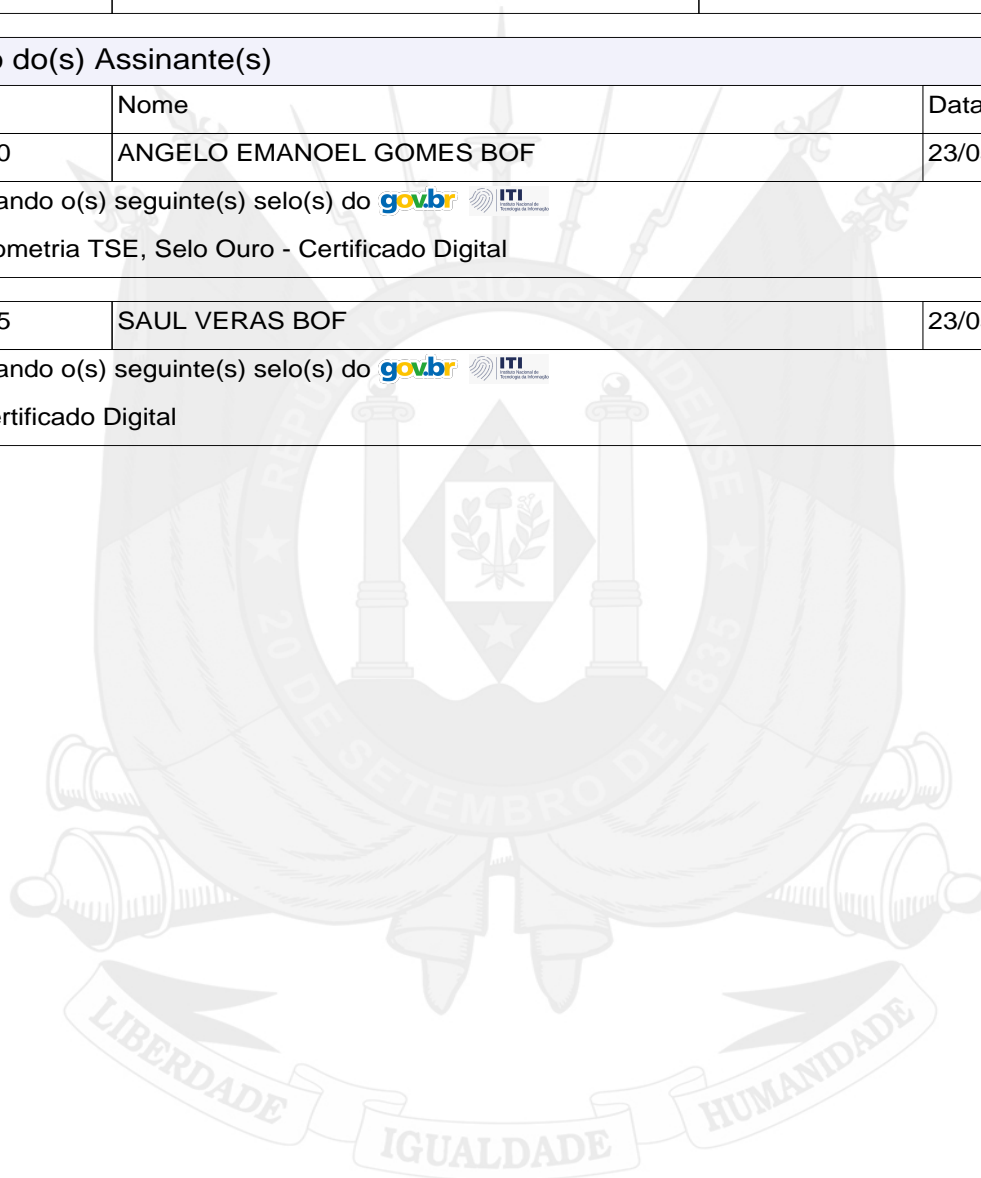 o do(s) Assinante(s)
Nome Data
0 ANGELO EMANOEL GOMES BOF 23/0
ando o(s) seguinte(s) selo(s) do gov.br ITI
ometria TSE, Selo Ouro - Certificado Digital
5 SAUL VERAS BOF 23/0
ando o(s) seguinte(s) selo(s) do gov.br ITI
ertificado Digital
REPÚBLICA RIO-GRANDENSE
20 DE SETEMBRO DE 1835
LIBERDADE IGUALDADE HUMANIDADE